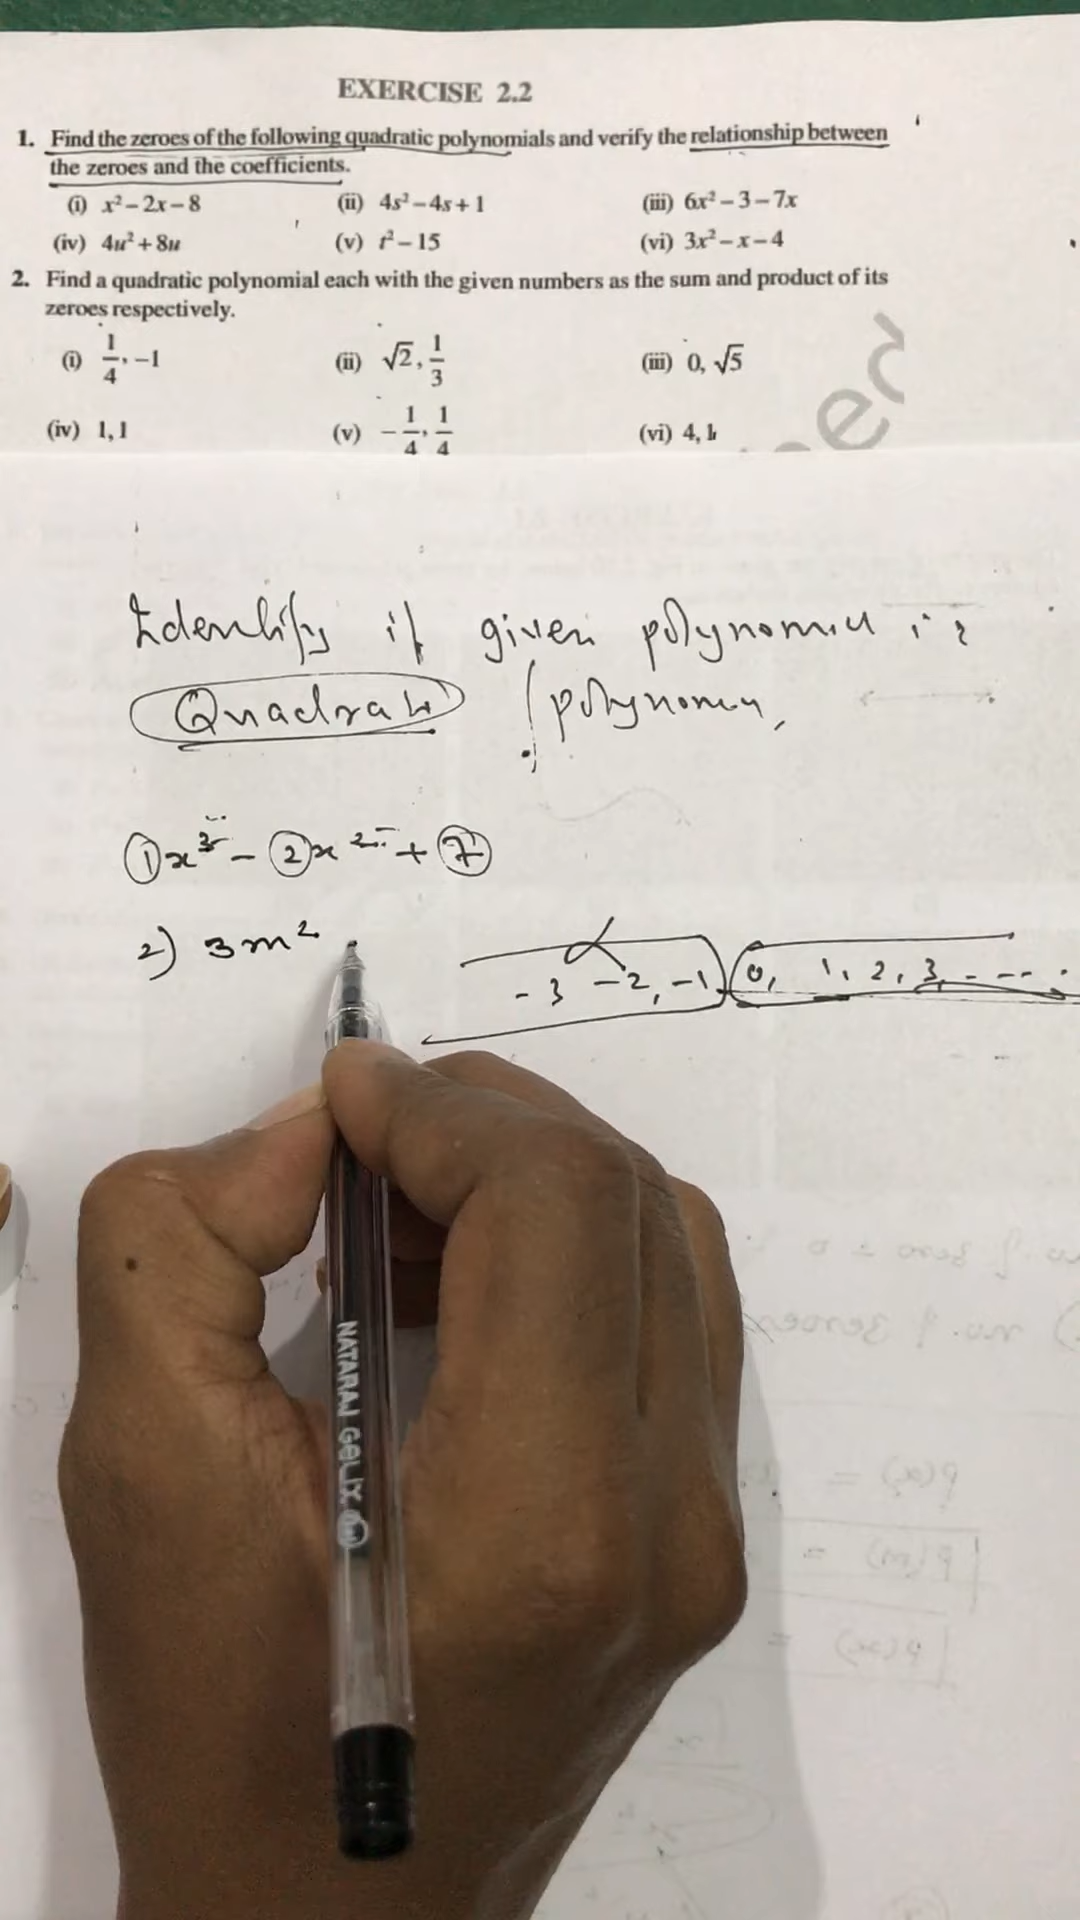 EXERCISE 2.2
1. Find the zeroes of the following quadratic polynomials and verify the relationship between
the zeroes and the coefficients.
(i) x² – 2x – 8 (ii) 4s² – 4s + 1 (iii) 6x² – 3 – 7x
(iv) 4u² + 8u (v) t² – 15 (vi) 3x² – x – 4
2. Find a quadratic polynomial each with the given numbers as the sum and product of its
zeroes respectively.
(i) 1/4, –1 (ii) √2, 1/3 (iii) 0, √5
(iv) 1, 1 (v) –1/4, 1/4 (vi) 4, 1
Identify if given
polynomial
1x³ – 2x² + 7
2) 3m²
-3 -2, -1, 0, 1, 2, 3, - - -
NATARAJ GELIX